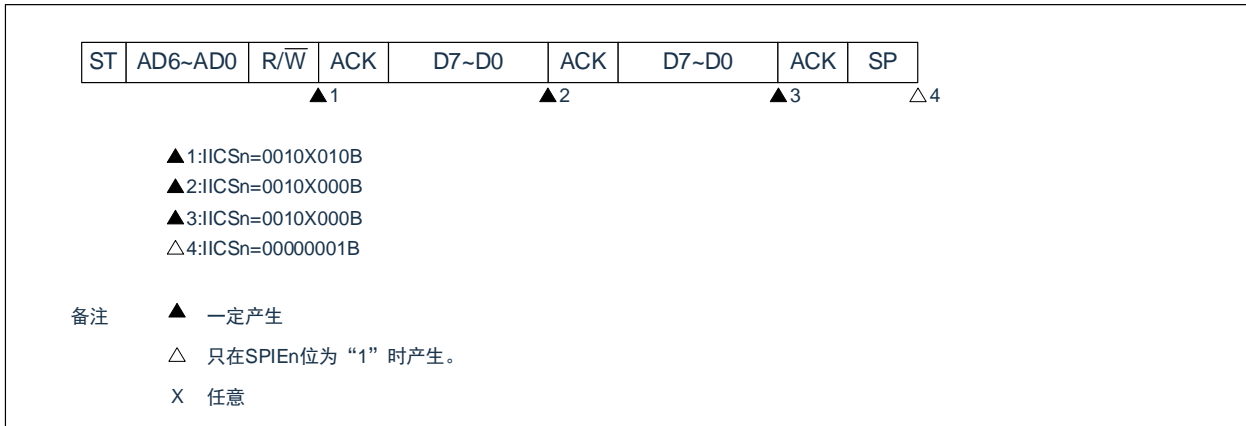 ST AD6~AD0 R/W̅ ACK D7~D0 ACK D7~D0 ACK SP
▲1 ▲2 ▲3 △4
▲1:IICSn=0010X010B
▲2:IICSn=0010X000B
▲3:IICSn=0010X000B
△4:IICSn=00000001B
备注 ▲ 一定产生
△ 只在SPIEn位为“1”时产生。
X 任意